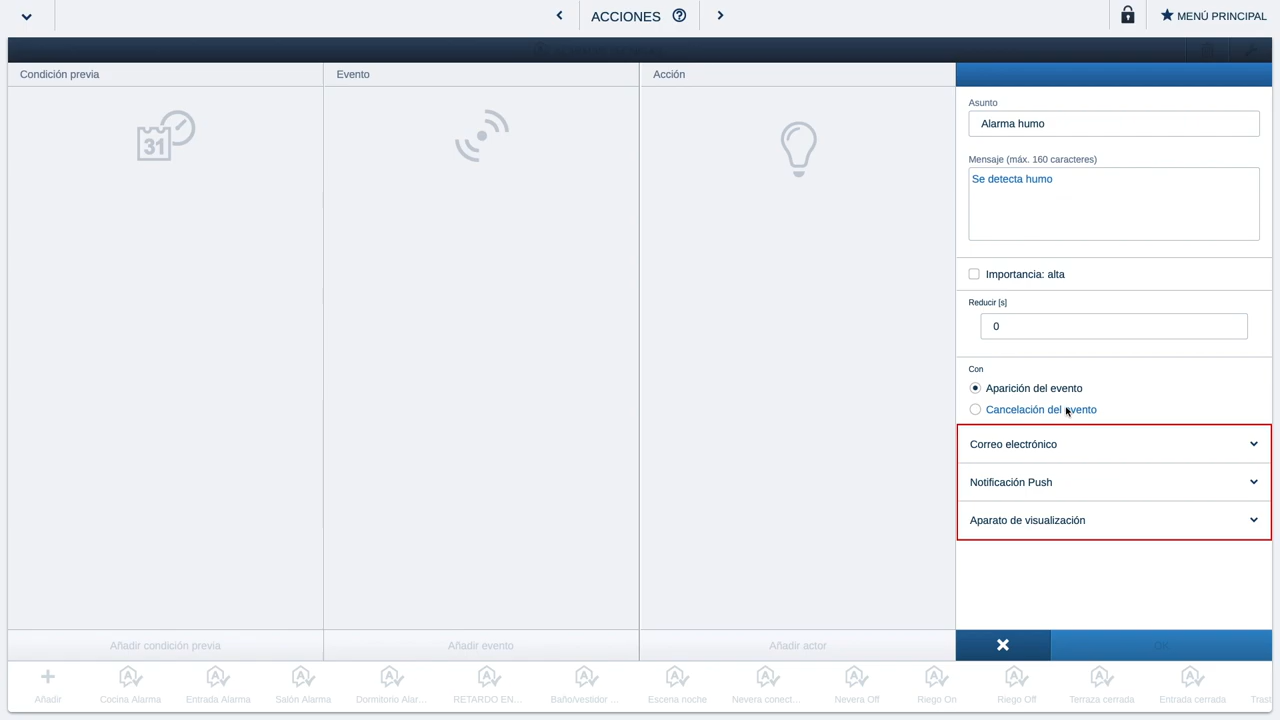 ACCIONES
MENÚ PRINCIPAL
Condición previa
Evento
Acción
31
Asunto
Alarma humo
Mensaje (máx. 160 caracteres)
Se detecta humo
Importancia: alta
Reducir [s]
0
Con
Aparición del evento
Cancelación del evento
Correo electrónico
Notificación Push
Aparato de visualización
Añadir condición previa
Añadir evento
Añadir actor
OK
Añadir
Cocina Alarma
Entrada Alarma
Salón Alarma
Dormitorio Alar...
RETARDO EN...
Baño/vestidor ...
Escena noche
Nevera conect...
Nevera Off
Riego On
Riego Off
Terraza cerrada
Entrada cerrada
Trast